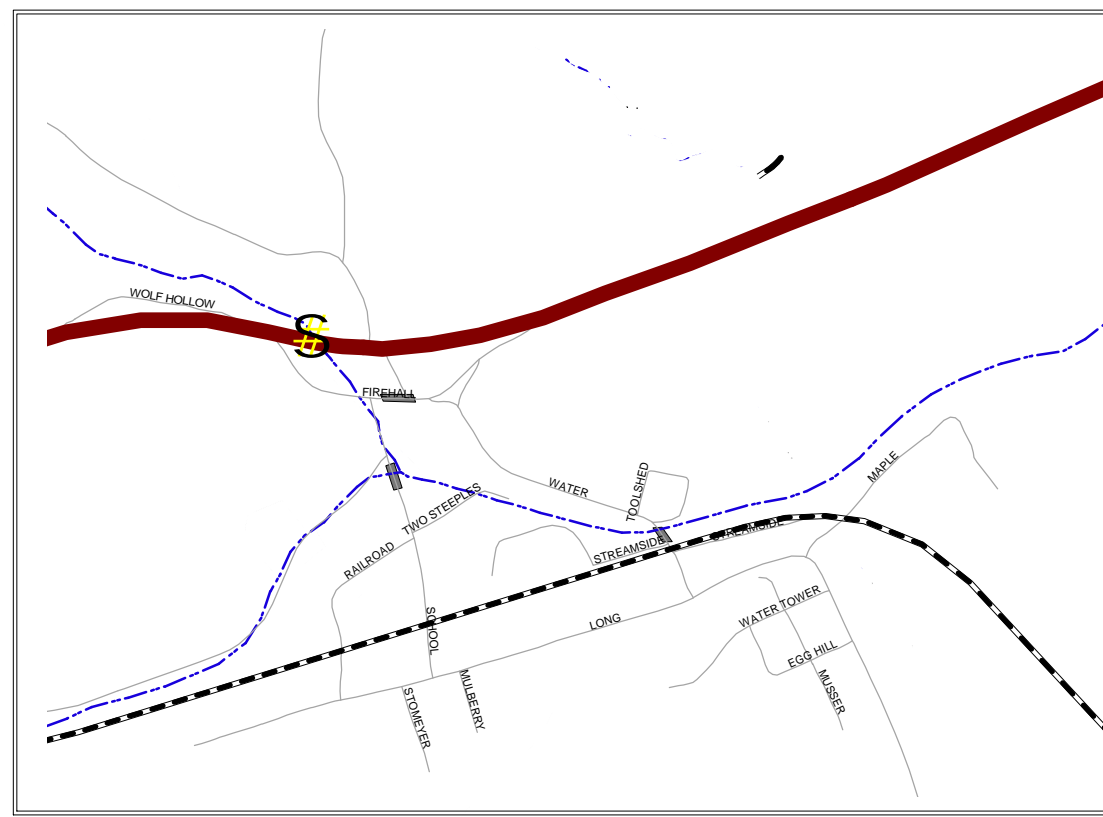 WOLF HOLLOW
S
FIREHALL
WATER
TOOLSHED
MAPLE
TWO STEEPLES
STREAMSIDE
STREAMSIDE
RAILROAD
SCHOOL
LONG
WATER TOWER
EGG HILL
MUSSER
MULBERRY
STOMEYER